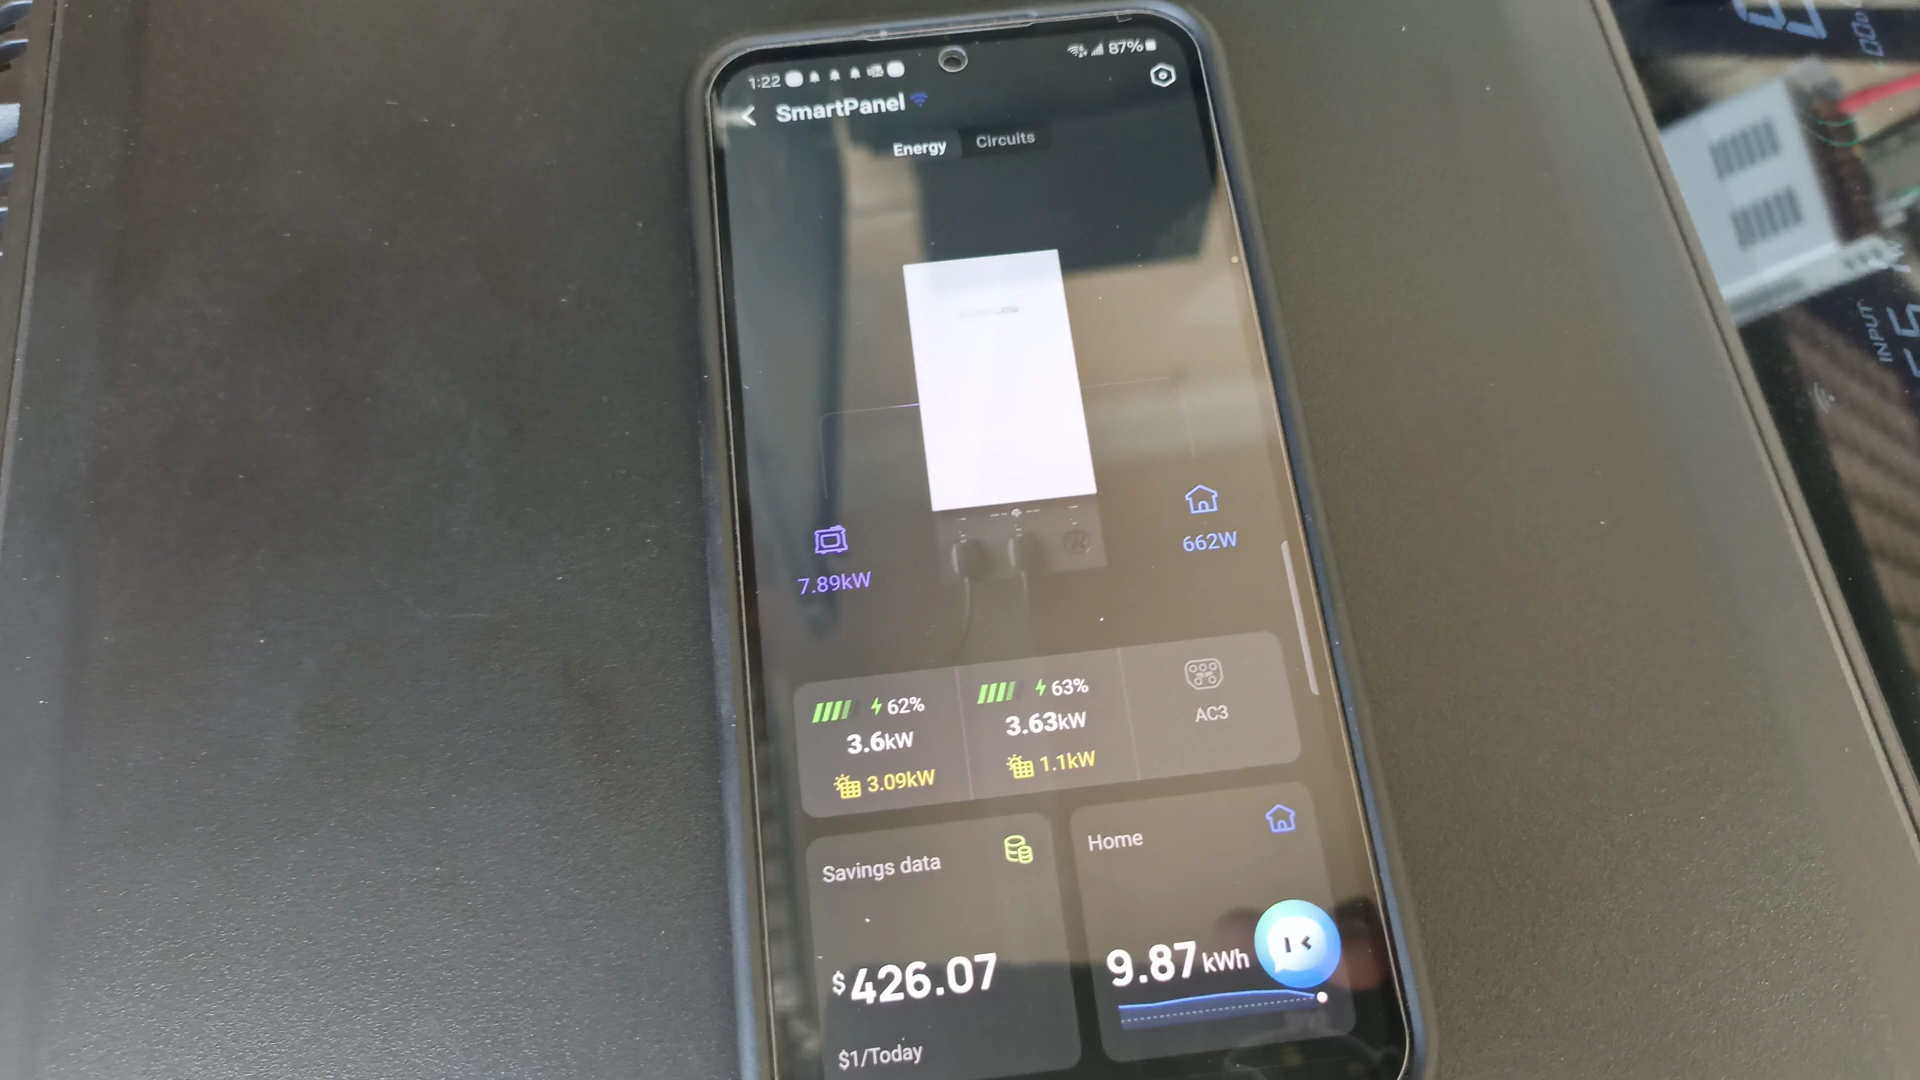 1:22
87%
SmartPanel
Energy
Circuits
662W
7.89kW
62%
3.6kW
3.09kW
63%
3.63kW
1.1kW
AC3
Savings data
$426.07
$1/Today
Home
9.87kWh
INPUT